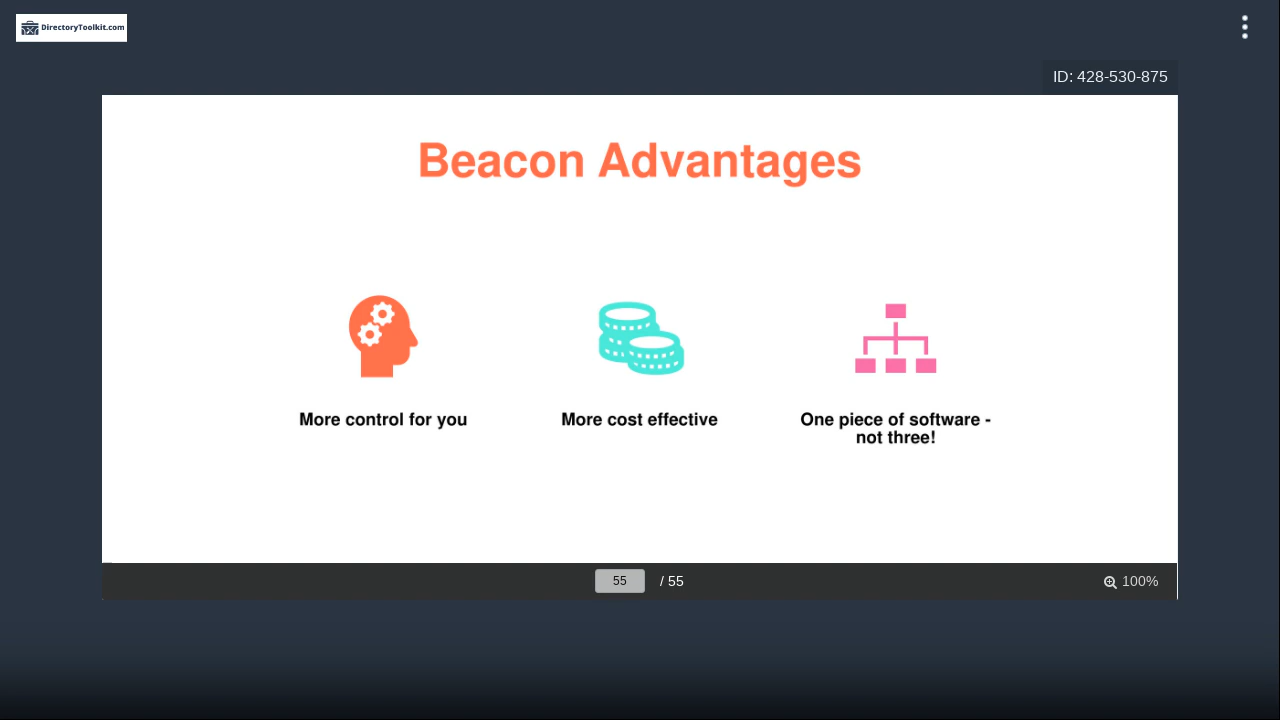 DirectoryToolkit.com
ID: 428-530-875
Beacon Advantages
More control for you
More cost effective
One piece of software -
not three!
55 / 55
100%